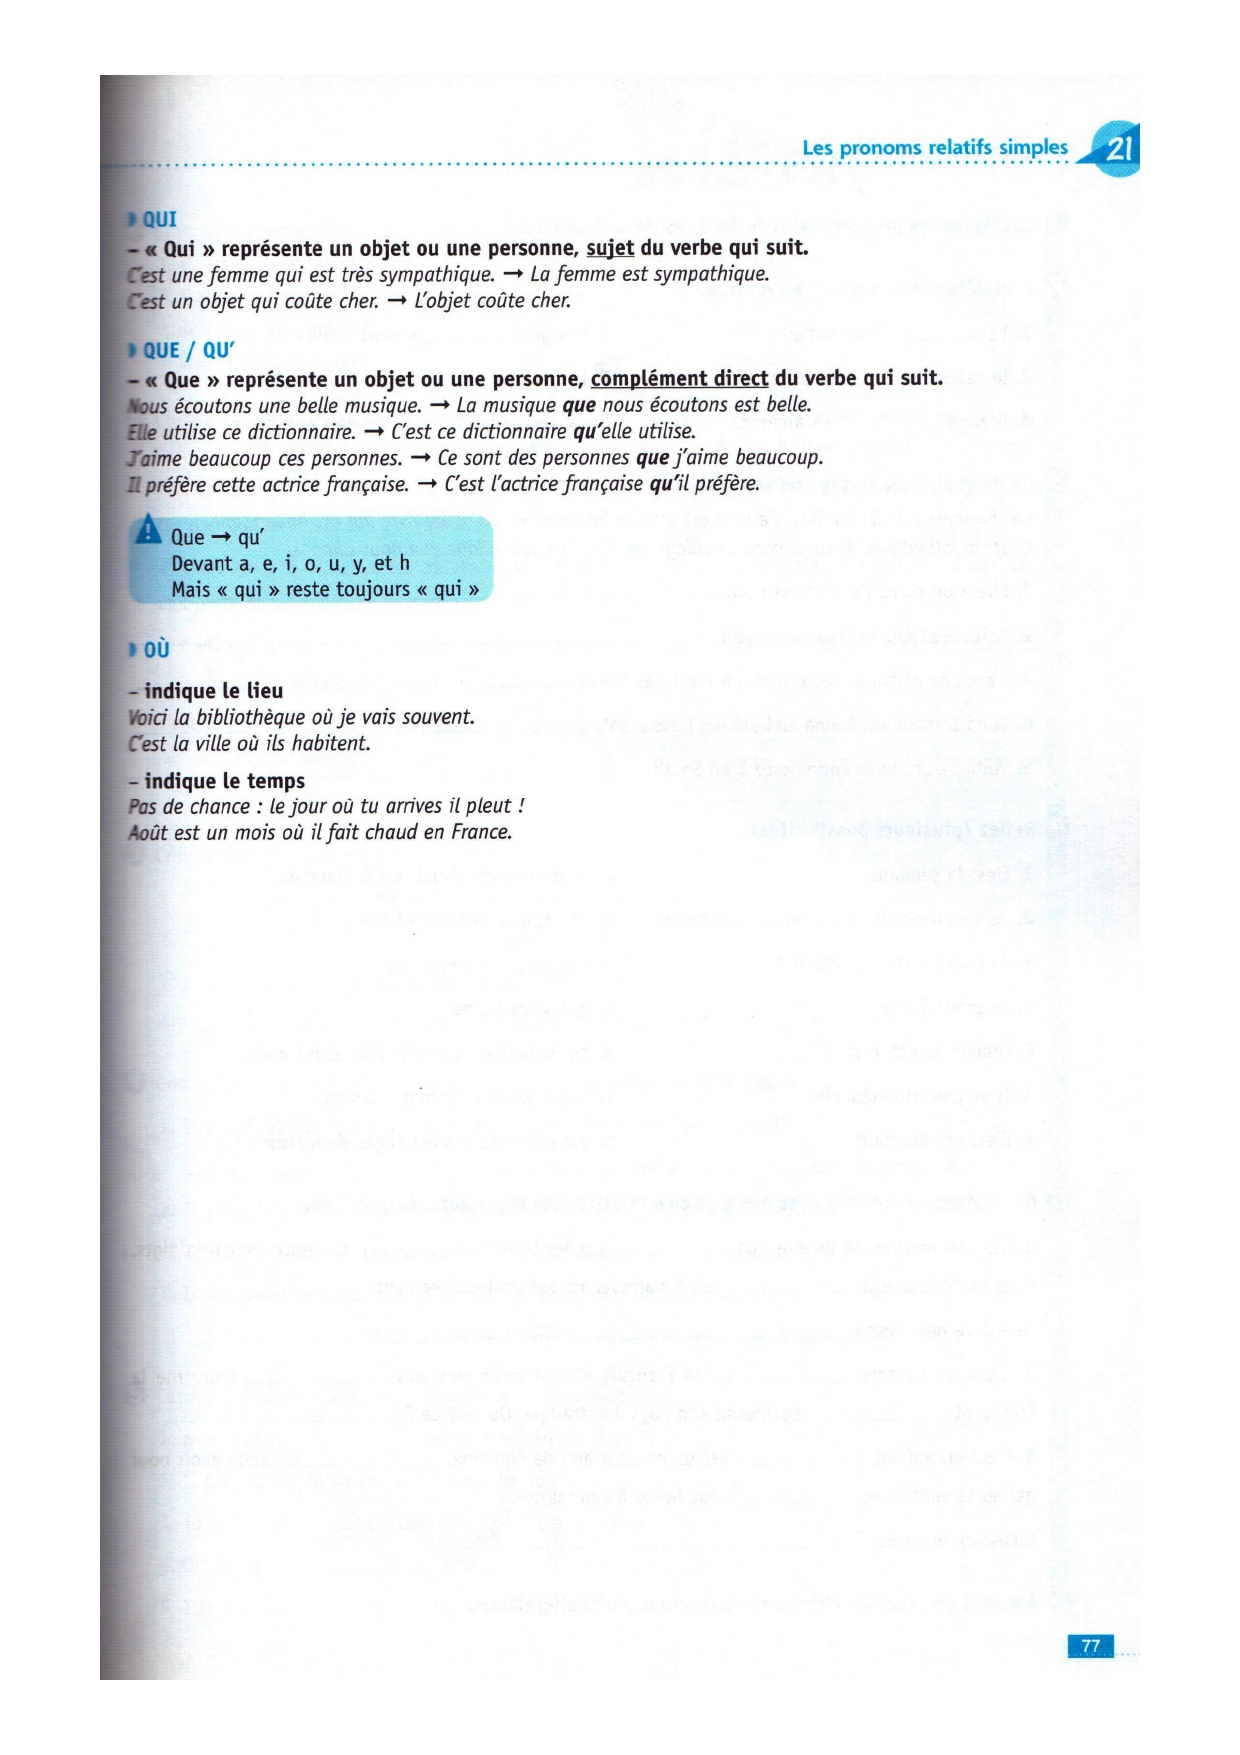 Les pronoms relatifs simples 21
QUI
– « Qui » représente un objet ou une personne, sujet du verbe qui suit.
C'est une femme qui est très sympathique. → La femme est sympathique.
C'est un objet qui coûte cher. → L'objet coûte cher.
QUE / QU'
– « Que » représente un objet ou une personne, complément direct du verbe qui suit.
Nous écoutons une belle musique. → La musique que nous écoutons est belle.
Elle utilise ce dictionnaire. → C'est ce dictionnaire qu'elle utilise.
J'aime beaucoup ces personnes. → Ce sont des personnes que j'aime beaucoup.
Il préfère cette actrice française. → C'est l'actrice française qu'il préfère.
! Que → qu'
Devant a, e, i, o, u, y, et h
Mais « qui » reste toujours « qui »
OÙ
– indique le lieu
Voici la bibliothèque où je vais souvent.
C'est la ville où ils habitent.
– indique le temps
Pas de chance : le jour où tu arrives il pleut !
Août est un mois où il fait chaud en France.
77